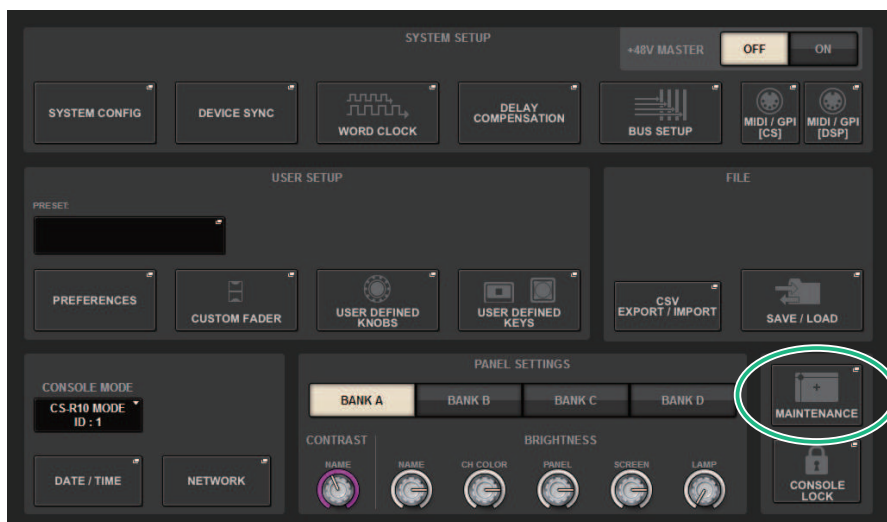 SYSTEM SETUP
+48V MASTER
OFF
ON
SYSTEM CONFIG
DEVICE SYNC
WORD CLOCK
DELAY
COMPENSATION
BUS SETUP
MIDI / GPI
[CS]
MIDI / GPI
[DSP]
USER SETUP
PRESET:
PREFERENCES
CUSTOM FADER
USER DEFINED
KNOBS
USER DEFINED
KEYS
FILE
CSV
EXPORT / IMPORT
SAVE / LOAD
CONSOLE MODE
CS-R10 MODE
ID : 1
DATE / TIME
NETWORK
PANEL SETTINGS
BANK A
BANK B
BANK C
BANK D
CONTRAST
BRIGHTNESS
NAME
NAME
CH COLOR
PANEL
SCREEN
LAMP
MAINTENANCE
CONSOLE
LOCK